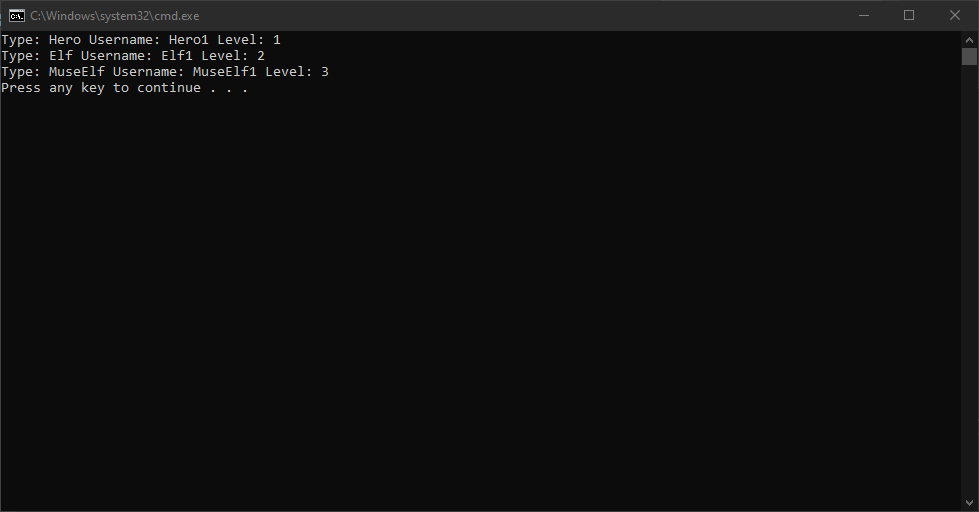 C:\Windows\system32\cmd.exe
Type: Hero Username: Hero1 Level: 1
Type: Elf Username: Elf1 Level: 2
Type: MuseElf Username: MuseElf1 Level: 3
Press any key to continue . . .